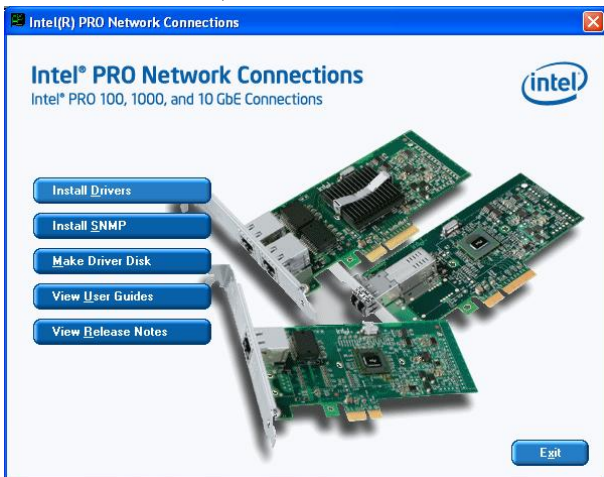 Intel(R) PRO Network Connections
Intel® PRO Network Connections
Intel® PRO 100, 1000, and 10 GbE Connections
intel
Install Drivers
Install SNMP
Make Driver Disk
View User Guides
View Release Notes
Exit